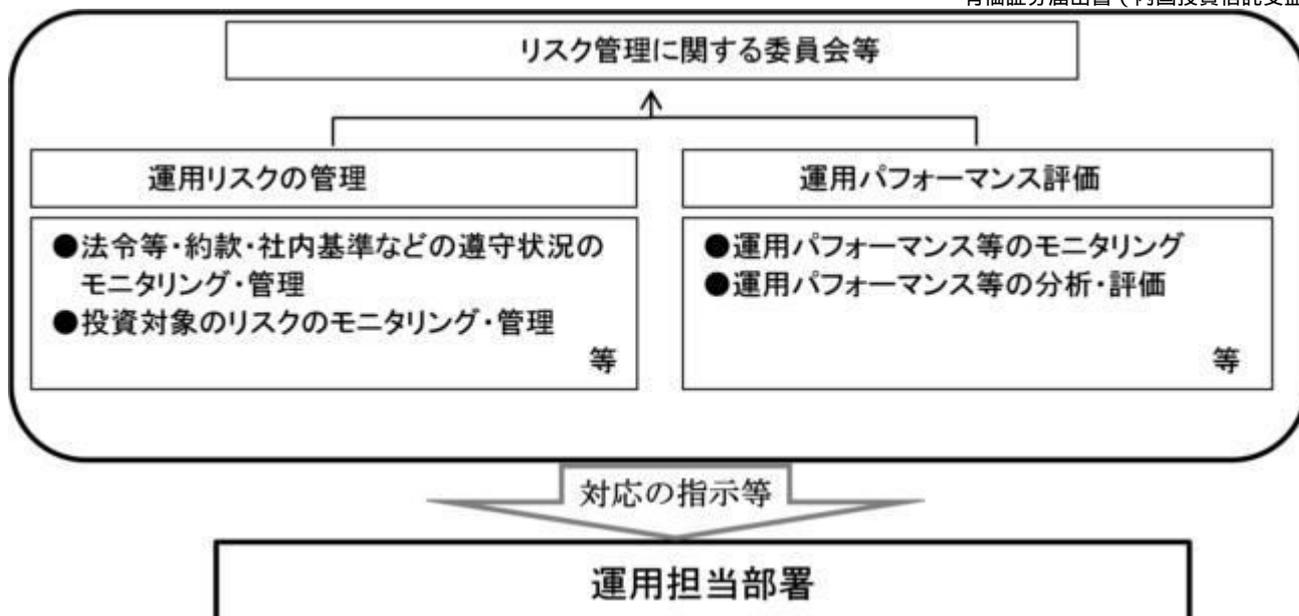 リスク管理に関する委員会等
運用リスクの管理
●法令等・約款・社内基準などの遵守状況の
モニタリング・管理
●投資対象のリスクのモニタリング・管理
等
運用パフォーマンス評価
●運用パフォーマンス等のモニタリング
●運用パフォーマンス等の分析・評価
等
対応の指示等
運用担当部署